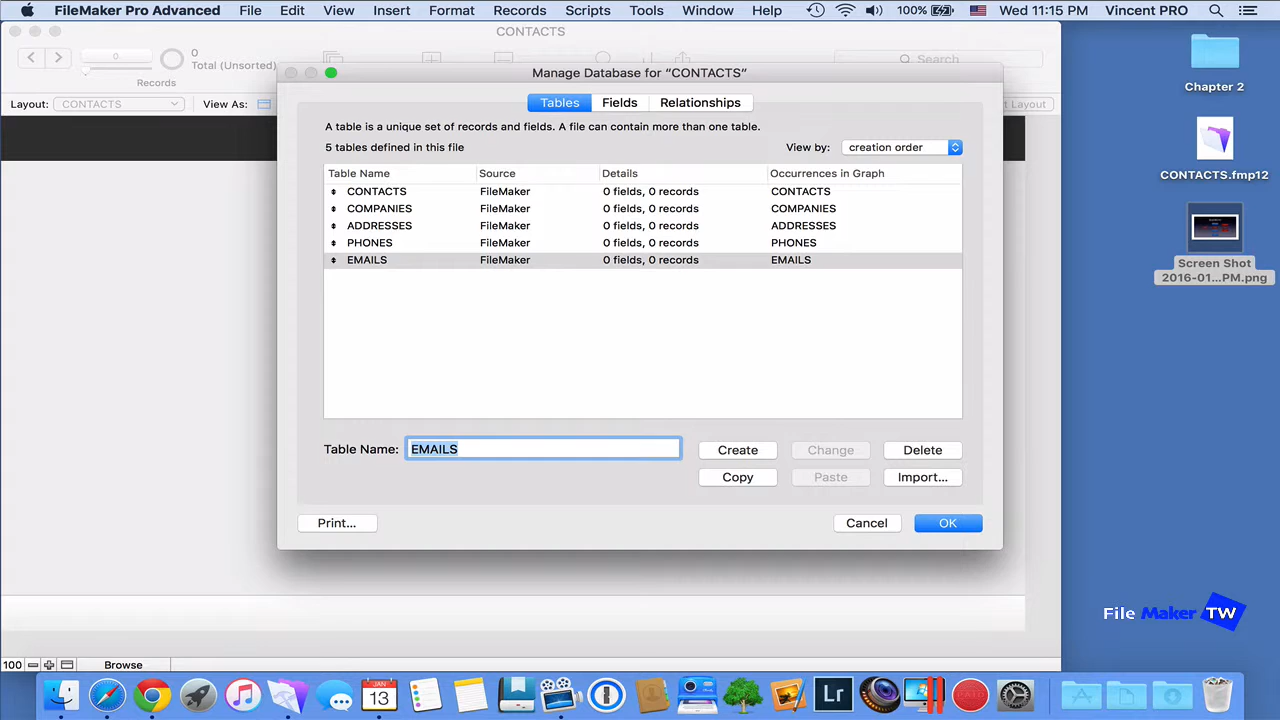 FileMaker Pro Advanced File Edit View Insert Format Records Scripts Tools Window Help 100% Wed 11:15 PM Vincent PRO
CONTACTS
0
0
Total (Unsorted)
Records
Search
Layout: CONTACTS View As: t Layout
Manage Database for “CONTACTS”
Tables Fields Relationships
A table is a unique set of records and fields. A file can contain more than one table.
5 tables defined in this file View by: creation order
Table Name Source Details Occurrences in Graph
CONTACTS FileMaker 0 fields, 0 records CONTACTS
COMPANIES FileMaker 0 fields, 0 records COMPANIES
ADDRESSES FileMaker 0 fields, 0 records ADDRESSES
PHONES FileMaker 0 fields, 0 records PHONES
EMAILS FileMaker 0 fields, 0 records EMAILS
Table Name: EMAILS Create Change Delete
Copy Paste Import...
Print... Cancel OK
Chapter 2
CONTACTS.fmp12
Screen Shot
2016-01...PM.png
File Maker TW
100 Browse
JAN
13
Lr